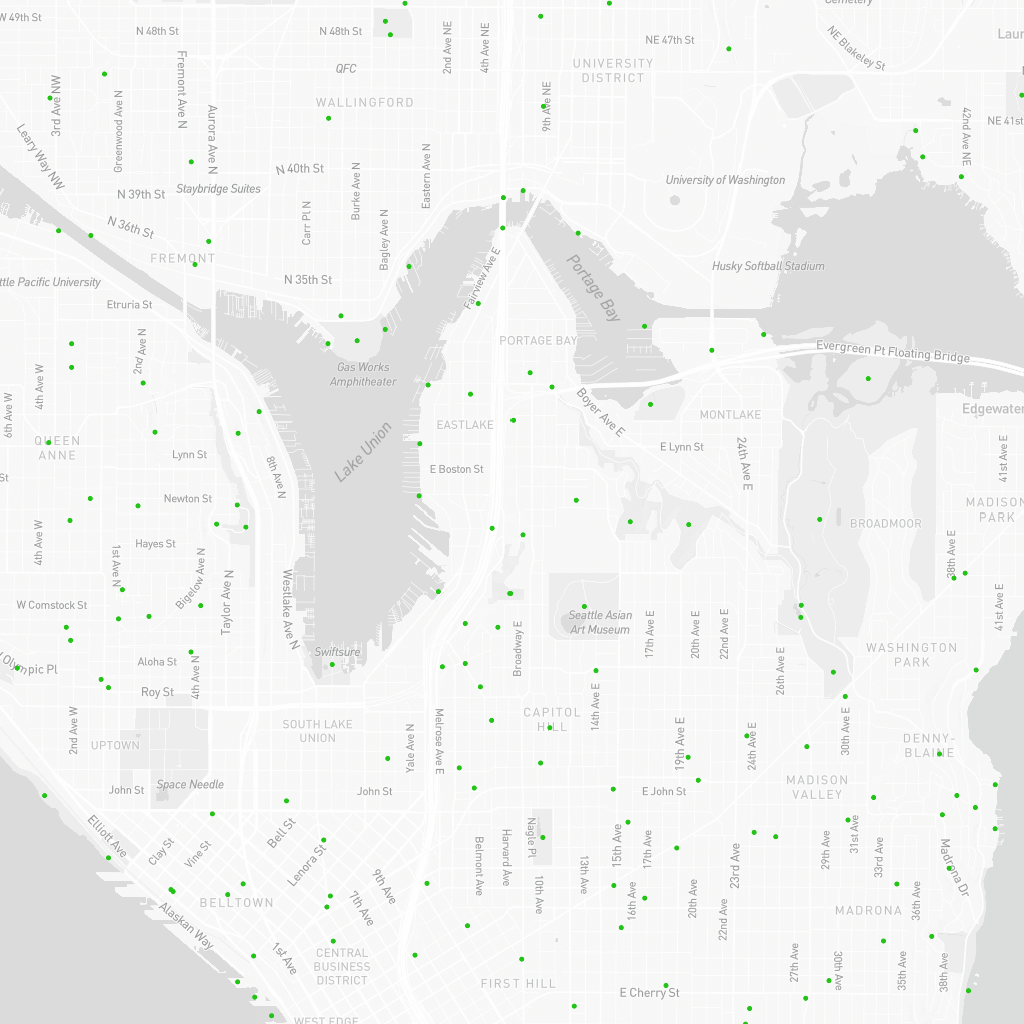 W 49th St
N 48th St
N 48th St
2nd Ave NE
4th Ave NE
NE 47th St
Cemetery
NE Blakeley St
QFC
UNIVERSITY
DISTRICT
WALLINGFORD
3rd Ave NW
Greenwood Ave N
Fremont Ave N
Aurora Ave N
9th Ave NE
NE 41st
42nd Ave NE
Leary Way NW
N 40th St
N 39th St
Staybridge Suites
Burke Ave N
Eastern Ave N
University of Washington
N 36th St
Carr Pl N
Bagley Ave N
FREMONT
N 35th St
Fairview Ave E
Portage Bay
Husky Softball Stadium
ttle Pacific University
Etruria St
2nd Ave N
PORTAGE BAY
Evergreen Pt Floating Bridge
Gas Works
Amphitheater
4th Ave W
6th Ave W
Boyer Ave E
MONTLAKE
Edgewater
EASTLAKE
QUEEN
ANNE
Lynn St
Lake Union
E Lynn St
24th Ave E
41st Ave E
8th Ave N
E Boston St
Newton St
MADISON
PARK
BROADMOOR
4th Ave W
Hayes St
1st Ave N
Bigelow Ave N
Taylor Ave N
Westlake Ave N
38th Ave E
41st Ave E
W Comstock St
Seattle Asian
Art Museum
Broadway E
17th Ave E
20th Ave E
22nd Ave E
Olympic Pl
Aloha St
Swiftsure
WASHINGTON
PARK
26th Ave E
4th Ave N
Roy St
2nd Ave W
14th Ave E
CAPITOL
HILL
30th Ave E
SOUTH LAKE
UNION
Yale Ave N
Melrose Ave E
19th Ave E
24th Ave E
DENNY-
BLAINE
UPTOWN
Space Needle
John St
John St
E John St
MADISON
VALLEY
Elliott Ave
Clay St
Vine St
Bell St
Lenora St
Belmont Ave
Harvard Ave
Nagle Pl
10th Ave
13th Ave
15th Ave
17th Ave
16th Ave
20th Ave
23rd Ave
22nd Ave
29th Ave
31st Ave
33rd Ave
36th Ave
Madrona Dr
9th Ave
7th Ave
BELLTOWN
MADRONA
Alaskan Way
1st Ave
CENTRAL
BUSINESS
DISTRICT
27th Ave
30th Ave
35th Ave
38th Ave
FIRST HILL
E Cherry St
WEST EDGE